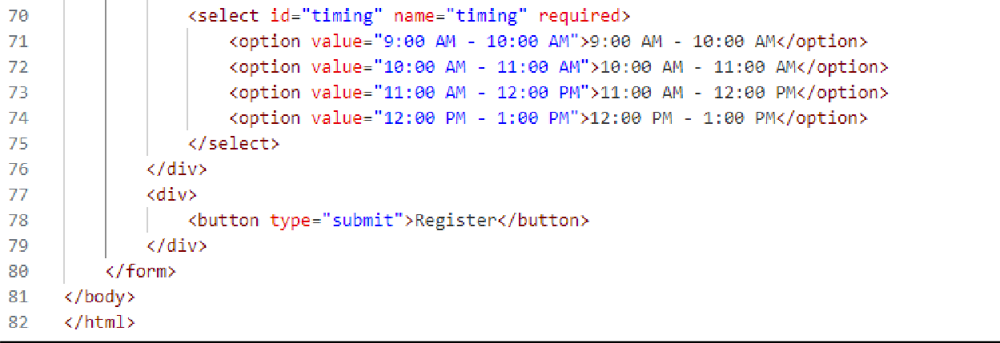 70 <select id="timing" name="timing" required>
71 <option value="9:00 AM - 10:00 AM">9:00 AM - 10:00 AM</option>
72 <option value="10:00 AM - 11:00 AM">10:00 AM - 11:00 AM</option>
73 <option value="11:00 AM - 12:00 PM">11:00 AM - 12:00 PM</option>
74 <option value="12:00 PM - 1:00 PM">12:00 PM - 1:00 PM</option>
75 </select>
76 </div>
77 <div>
78 <button type="submit">Register</button>
79 </div>
80 </form>
81 </body>
82 </html>